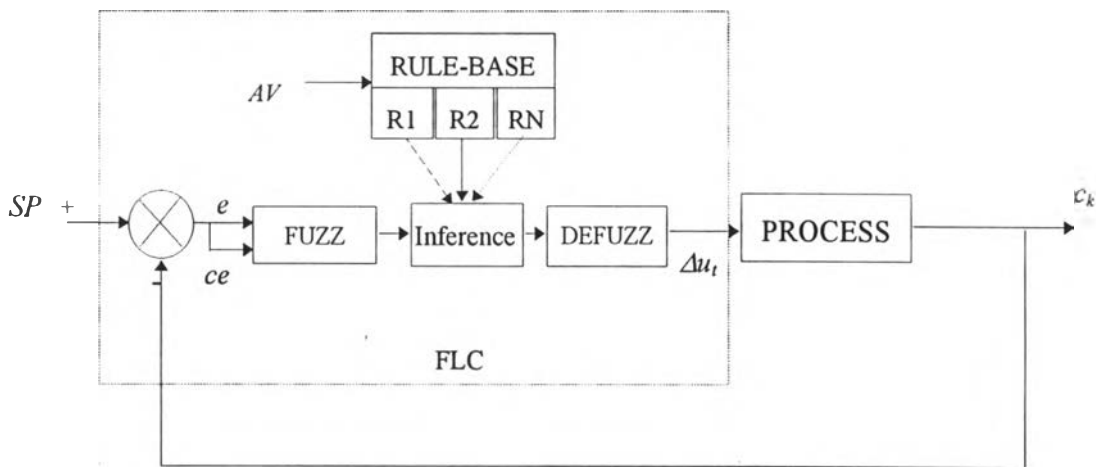 RULE-BASE
AV
R1 R2 RN
SP + e c_k
FUZZ Inference DEFUZZ PROCESS
- ce Δu_t
FLC